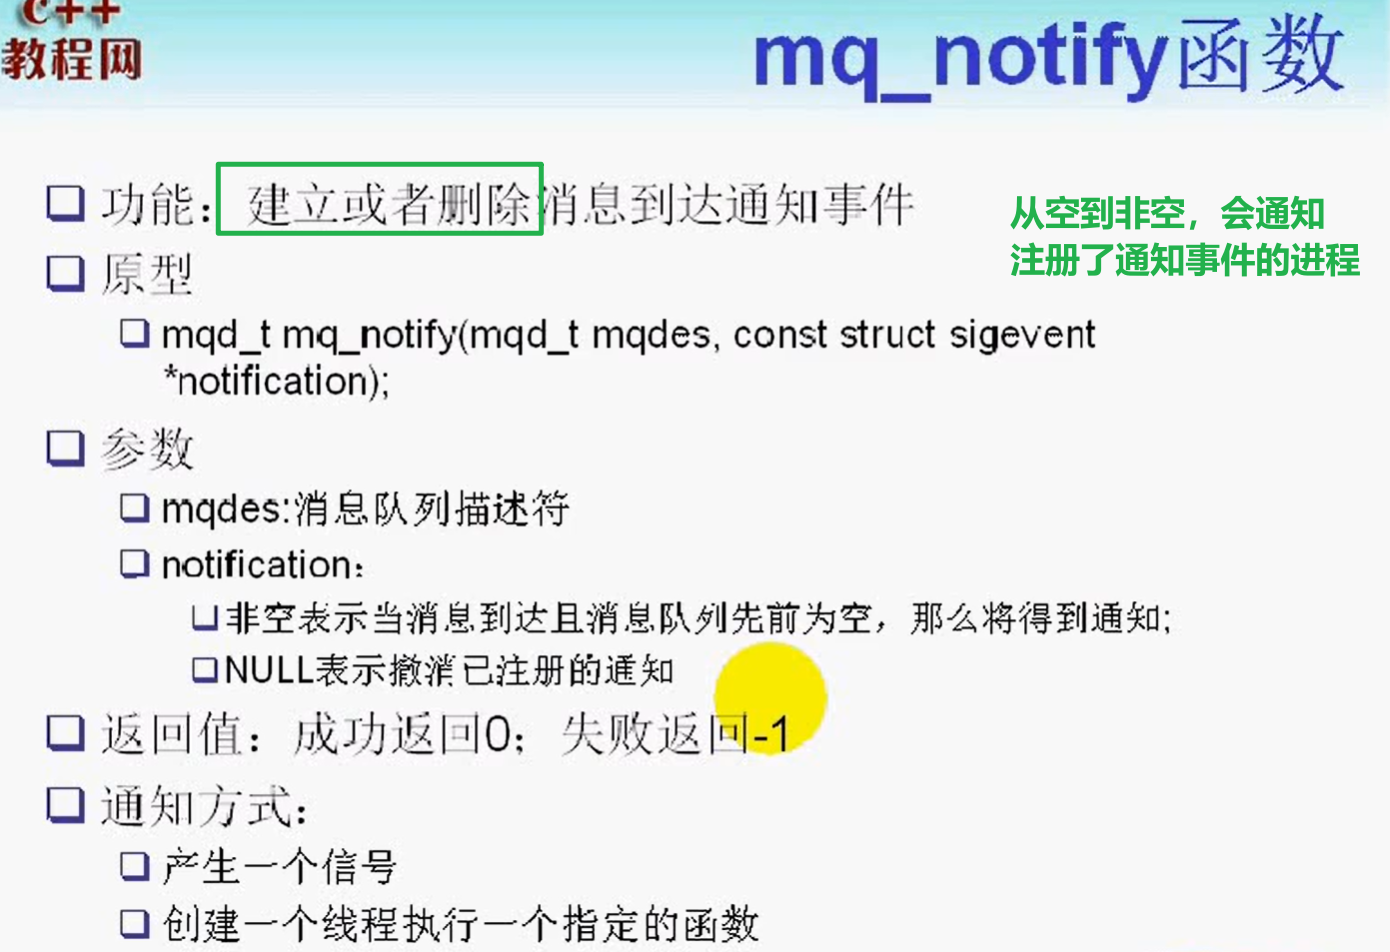 c++
教程网
mq_notify函数
功能：建立或者删除消息到达通知事件
从空到非空，会通知
注册了通知事件的进程
原型
mqd_t mq_notify(mqd_t mqdes, const struct sigevent
*notification);
参数
mqdes:消息队列描述符
notification：
非空表示当消息到达且消息队列先前为空，那么将得到通知;
NULL表示撤消已注册的通知
返回值：成功返回0；失败返回-1
通知方式：
产生一个信号
创建一个线程执行一个指定的函数